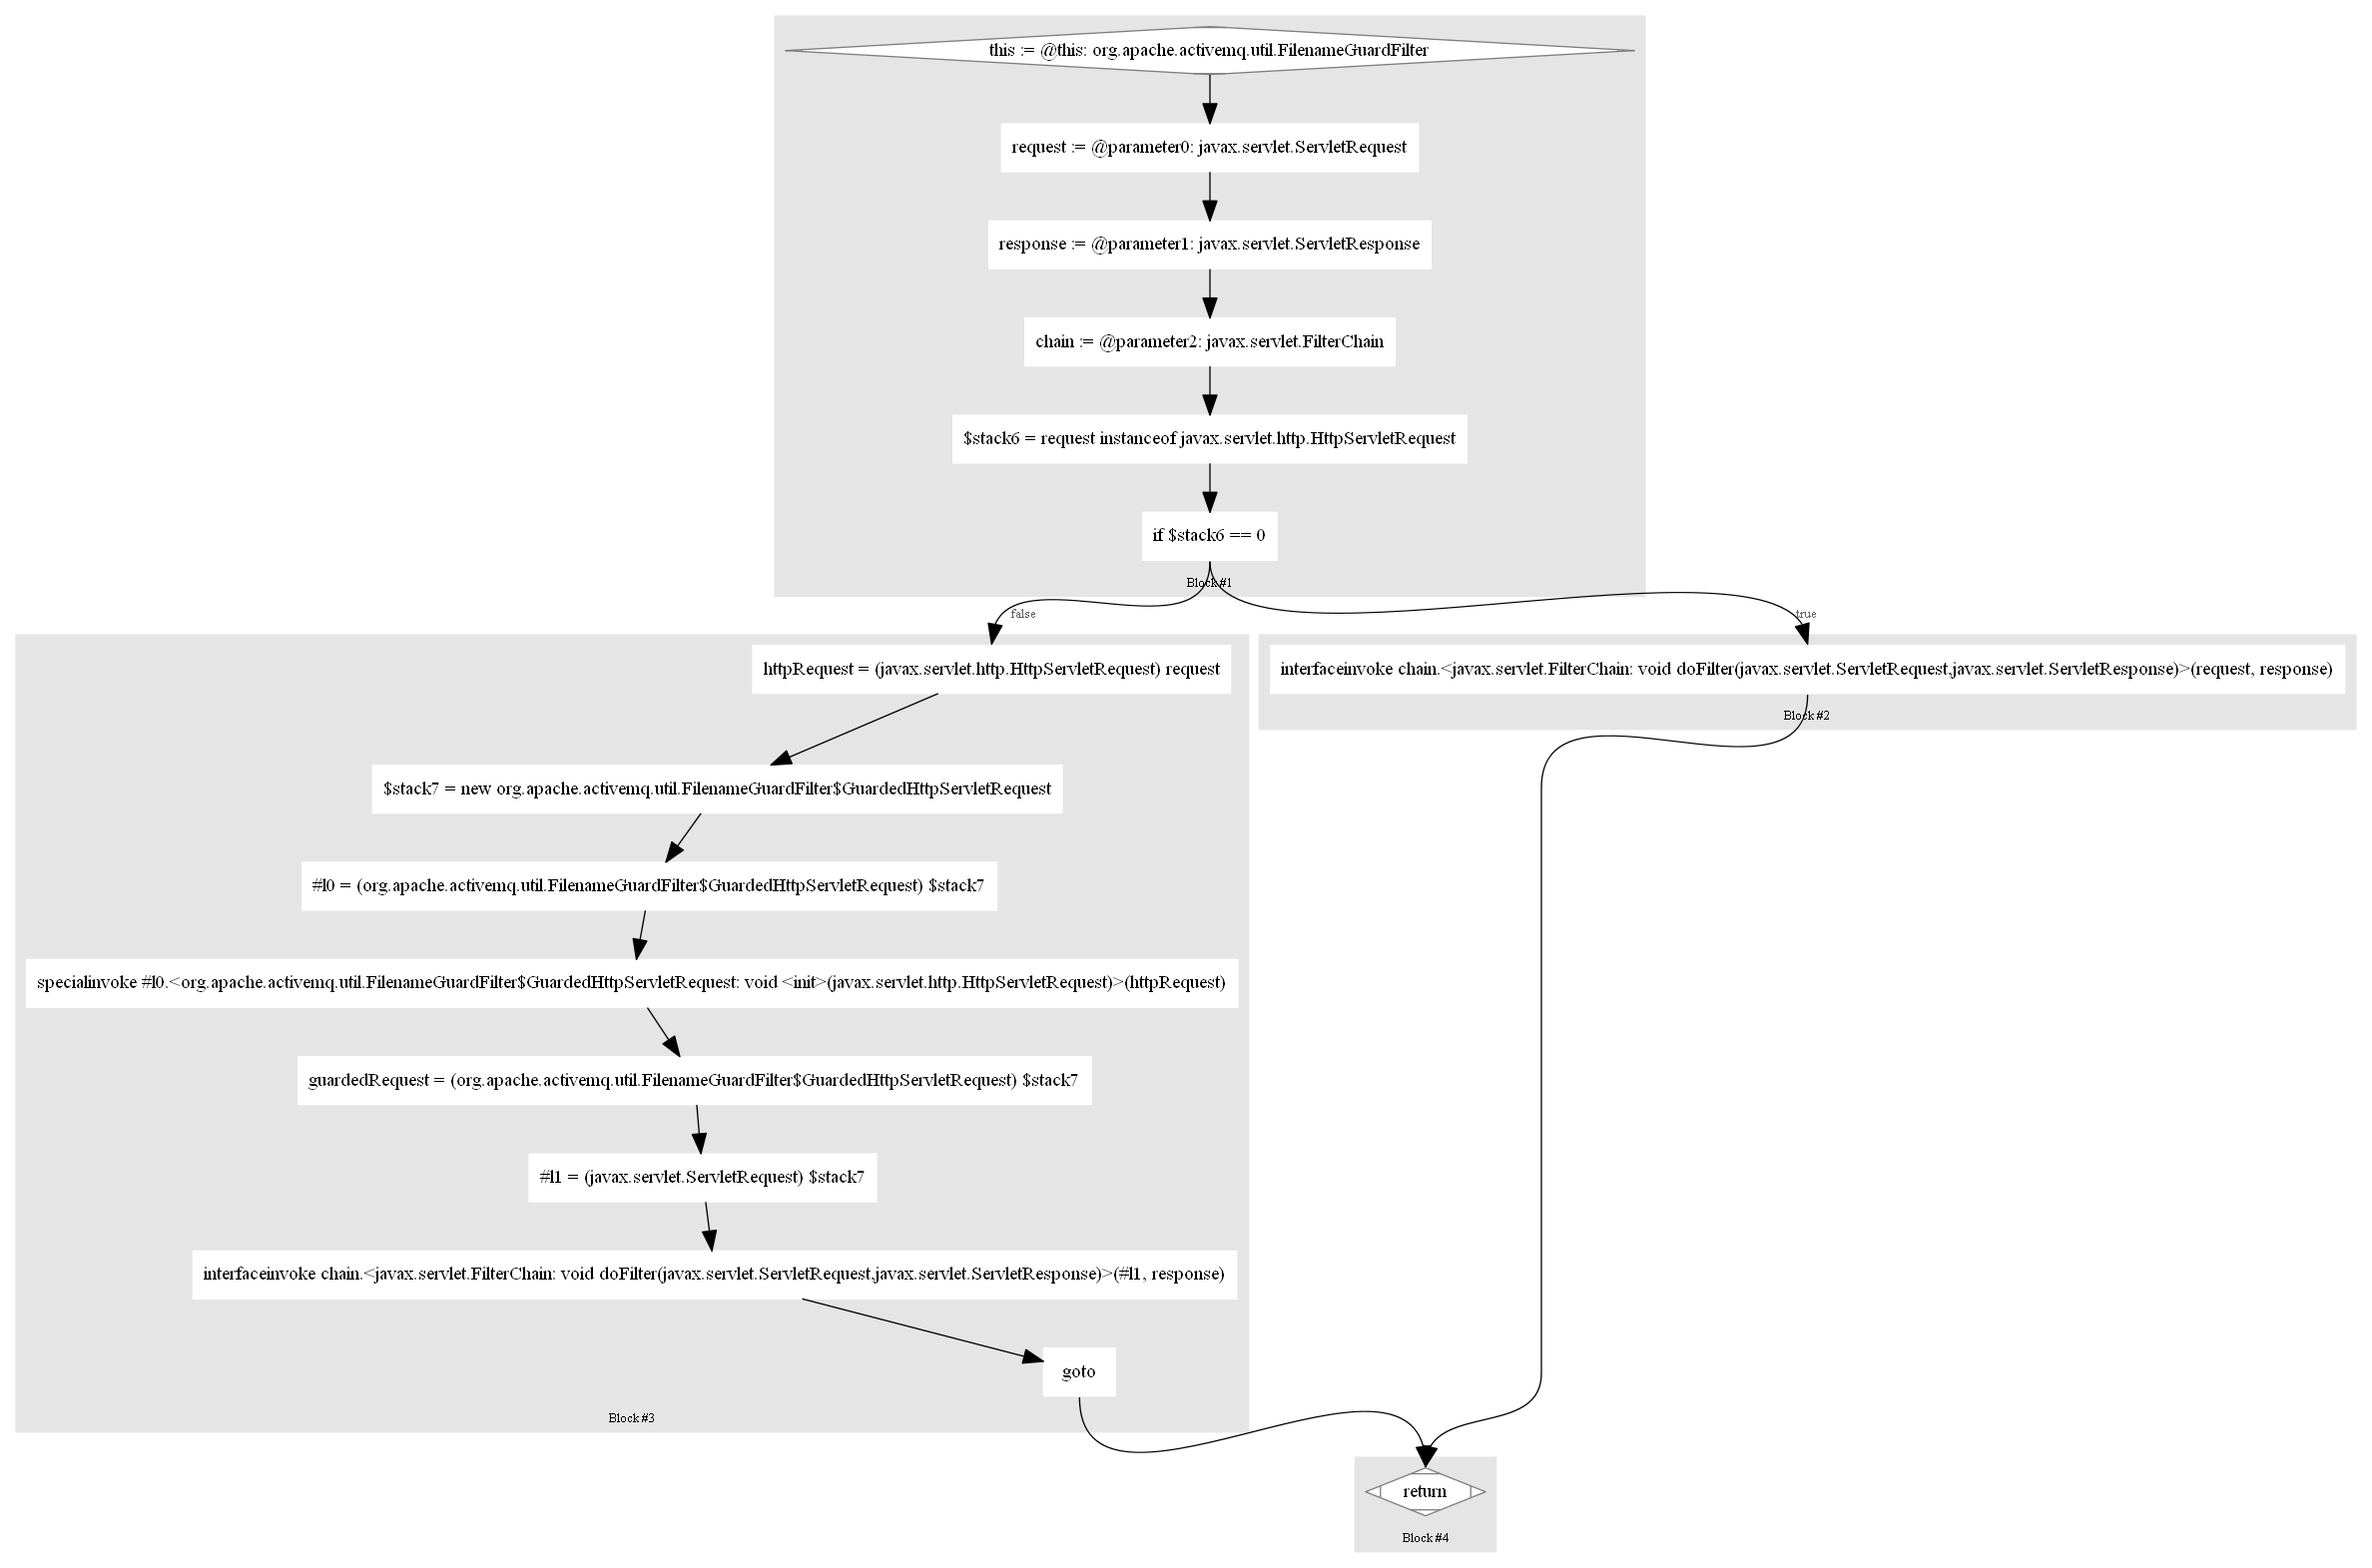 this := @this: org.apache.activemq.util.FilenameGuardFilter
request := @parameter0: javax.servlet.ServletRequest
response := @parameter1: javax.servlet.ServletResponse
chain := @parameter2: javax.servlet.FilterChain
$stack6 = request instanceof javax.servlet.http.HttpServletRequest
if $stack6 == 0
Block #1
false
true
httpRequest = (javax.servlet.http.HttpServletRequest) request
$stack7 = new org.apache.activemq.util.FilenameGuardFilter$GuardedHttpServletRequest
#l0 = (org.apache.activemq.util.FilenameGuardFilter$GuardedHttpServletRequest) $stack7
specialinvoke #l0.<org.apache.activemq.util.FilenameGuardFilter$GuardedHttpServletRequest: void <init>(javax.servlet.http.HttpServletRequest)>(httpRequest)
guardedRequest = (org.apache.activemq.util.FilenameGuardFilter$GuardedHttpServletRequest) $stack7
#l1 = (javax.servlet.ServletRequest) $stack7
interfaceinvoke chain.<javax.servlet.FilterChain: void doFilter(javax.servlet.ServletRequest,javax.servlet.ServletResponse)>(#l1, response)
goto
Block #3
interfaceinvoke chain.<javax.servlet.FilterChain: void doFilter(javax.servlet.ServletRequest,javax.servlet.ServletResponse)>(request, response)
Block #2
return
Block #4